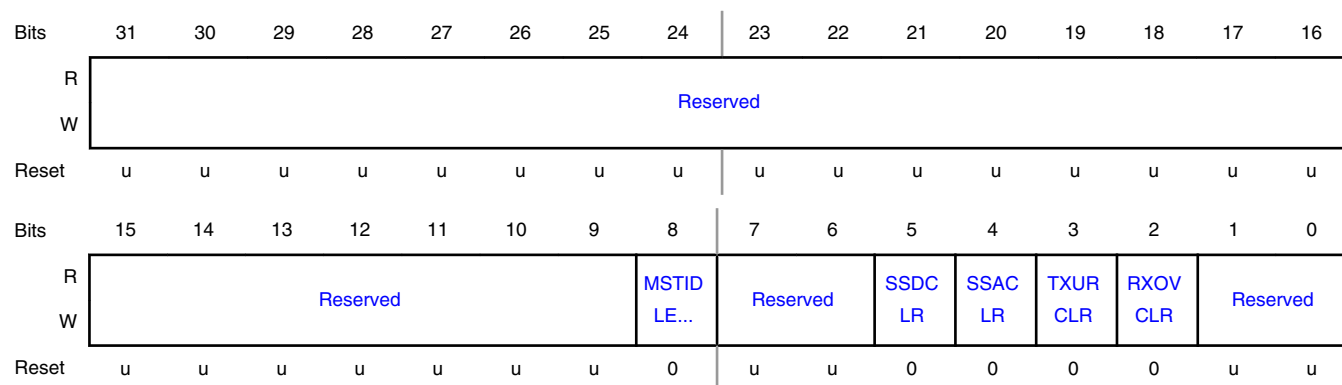 Bits 31 30 29 28 27 26 25 24 23 22 21 20 19 18 17 16
R
Reserved
W
Reset u u u u u u u u u u u u u u u u
Bits 15 14 13 12 11 10 9 8 7 6 5 4 3 2 1 0
R Reserved MSTID Reserved SSDC SSAC TXUR RXOV Reserved
W LE... LR LR CLR CLR
Reset u u u u u u u 0 u u 0 0 0 0 u u